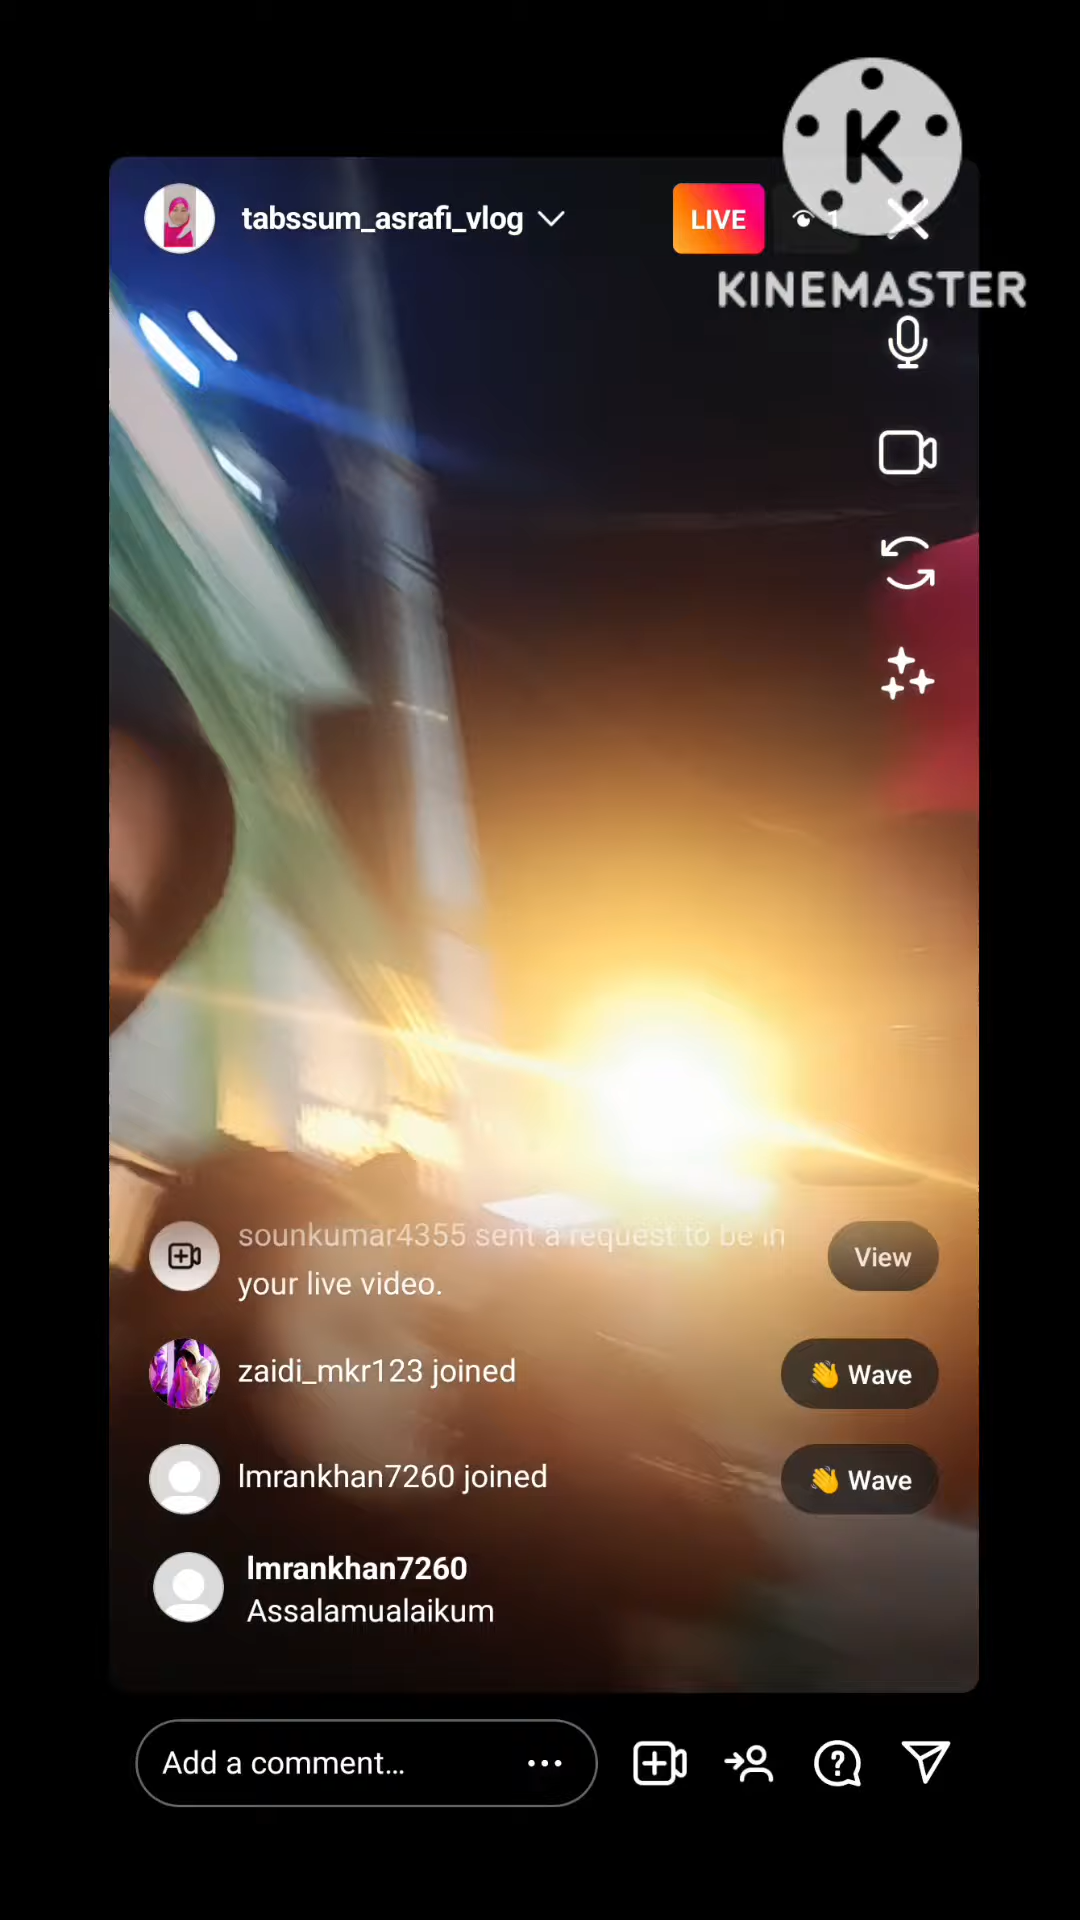 tabssum_asrafi_vlog
LIVE
1
K
KINEMASTER
sounkumar4355 sent a request to be in
your live video.
View
zaidi_mkr123 joined
👋 Wave
Imrankhan7260 joined
👋 Wave
Imrankhan7260
Assalamualaikum
Add a comment...